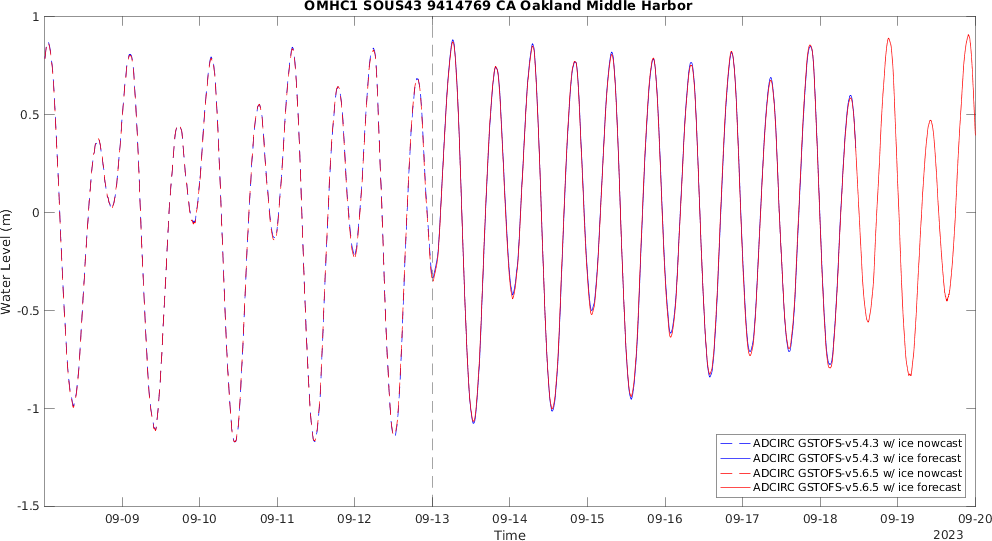 OMHC1 SOUS43 9414769 CA Oakland Middle Harbor
1
0.5
0
-0.5
-1
-1.5
Water Level (m)
09-09 09-10 09-11 09-12 09-13 09-14 09-15 09-16 09-17 09-18 09-19 09-20
Time
2023
ADCIRC GSTOFS-v5.4.3 w/ ice nowcast
ADCIRC GSTOFS-v5.4.3 w/ ice forecast
ADCIRC GSTOFS-v5.6.5 w/ ice nowcast
ADCIRC GSTOFS-v5.6.5 w/ ice forecast